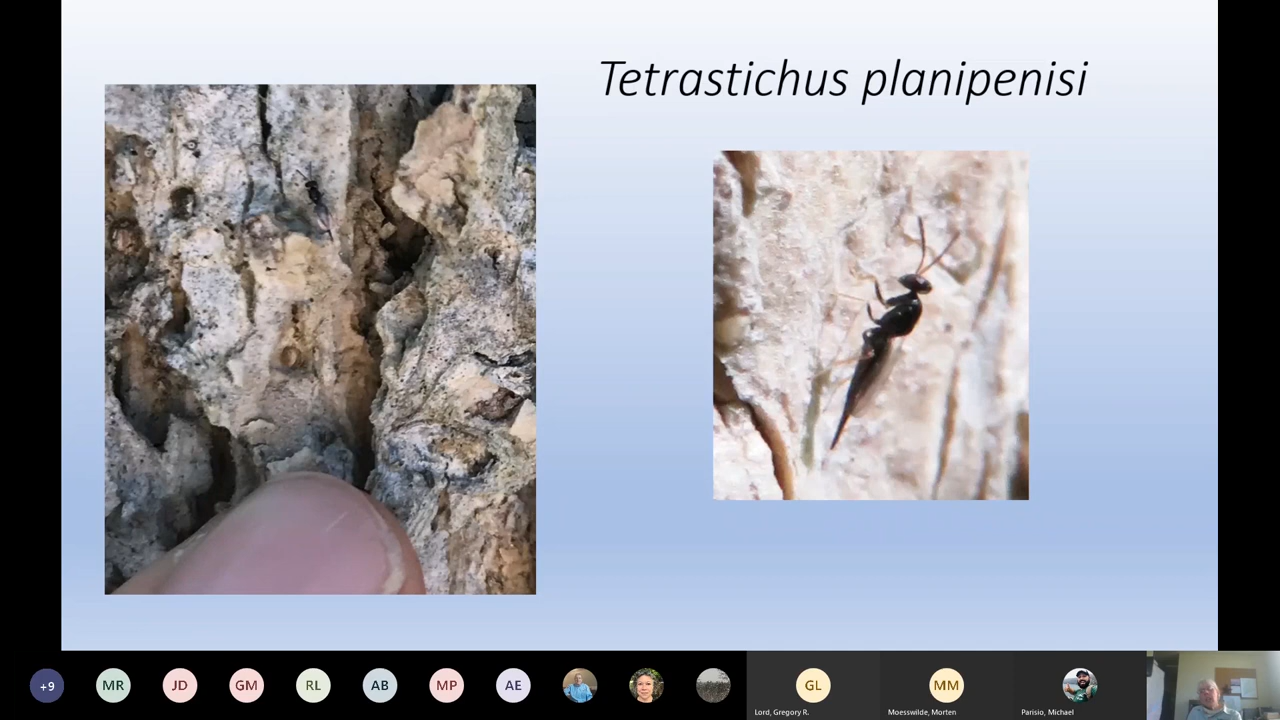 Tetrastichus planipenisi
+9
MR
JD
GM
RL
AB
MP
AE
GL
Lord, Gregory R.
MM
Moesswilde, Morten
Parisio, Michael